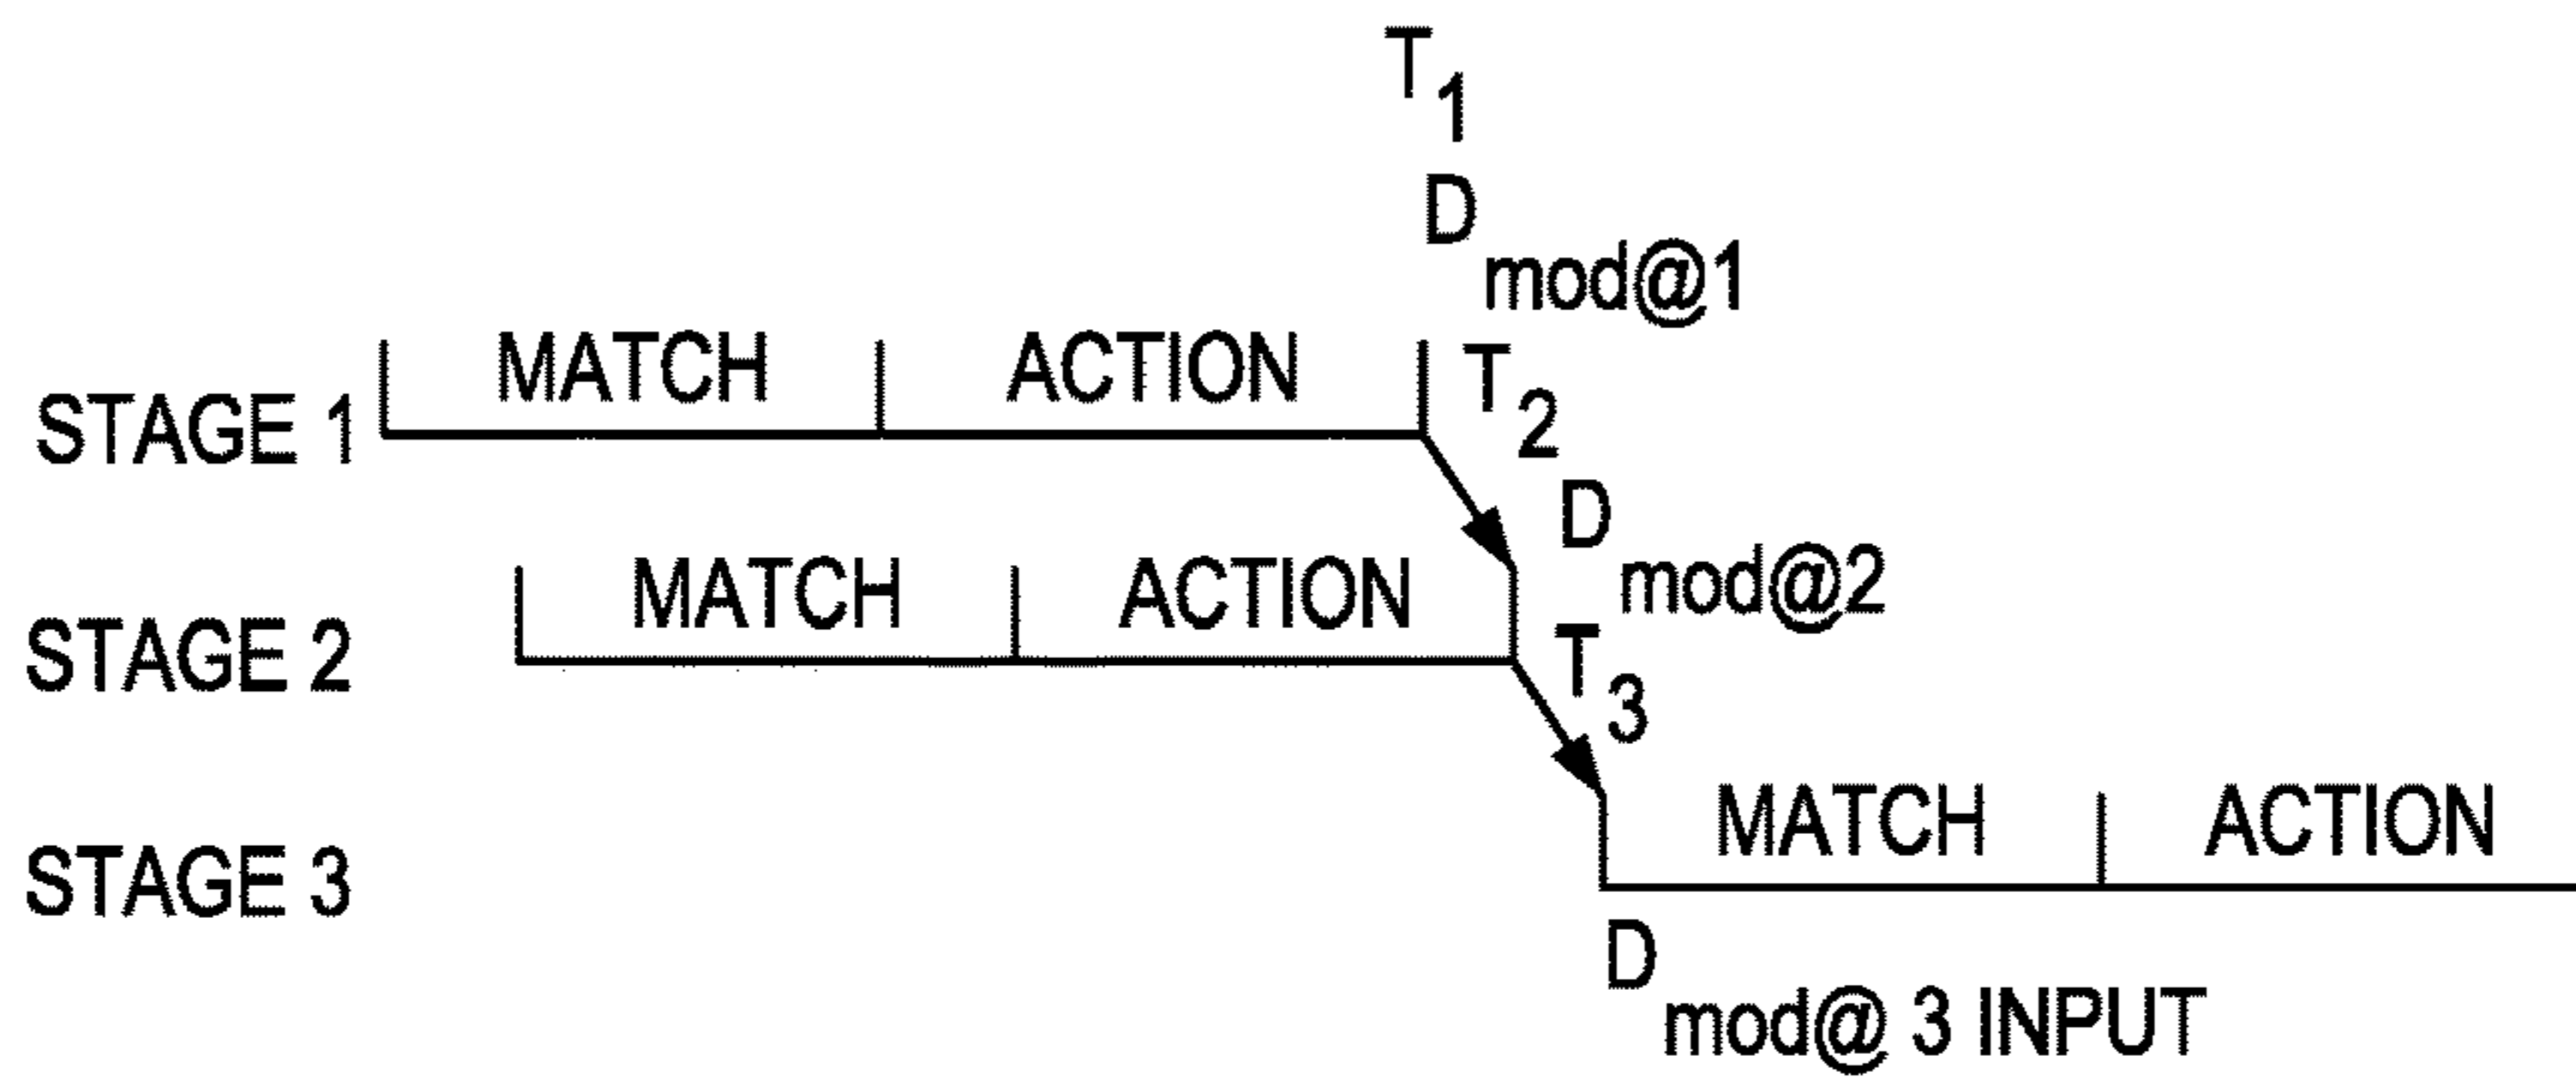 T1
Dmod@1
STAGE 1 MATCH ACTION T2
Dmod@2
STAGE 2 MATCH ACTION T3
STAGE 3 MATCH ACTION
Dmod@ 3 INPUT